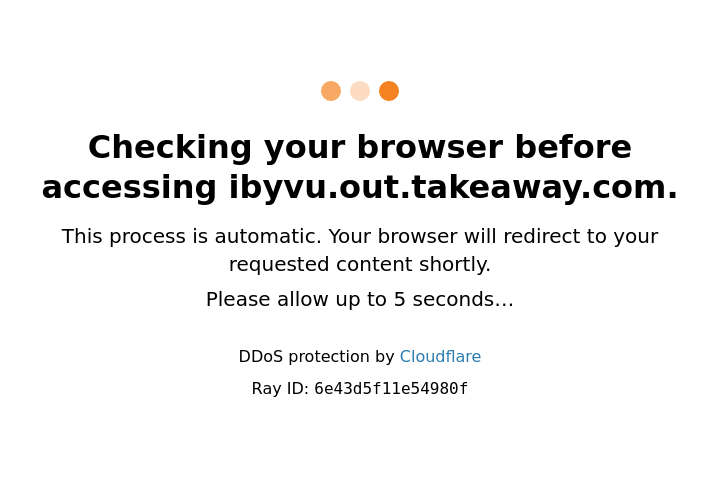 Checking your browser before
accessing ibyvu.out.takeaway.com.
This process is automatic. Your browser will redirect to your
requested content shortly.
Please allow up to 5 seconds…
DDoS protection by Cloudflare
Ray ID: 6e43d5f11e54980f